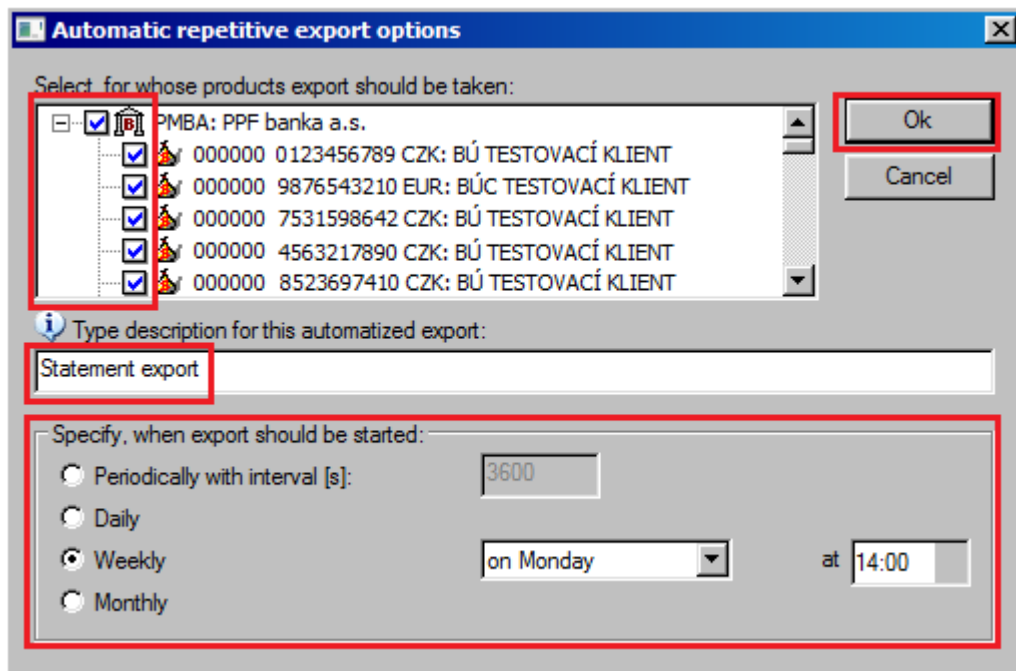 Automatic repetitive export options
Select, for whose products export should be taken:
PMBA: PPF banka a.s.
000000 0123456789 CZK: BÚ TESTOVACÍ KLIENT
000000 9876543210 EUR: BÚC TESTOVACÍ KLIENT
000000 7531598642 CZK: BÚ TESTOVACÍ KLIENT
000000 4563217890 CZK: BÚ TESTOVACÍ KLIENT
000000 8523697410 CZK: BÚ TESTOVACÍ KLIENT
Ok
Cancel
Type description for this automatized export:
Statement export
Specify, when export should be started:
Periodically with interval [s]: 3600
Daily
Weekly on Monday at 14:00
Monthly